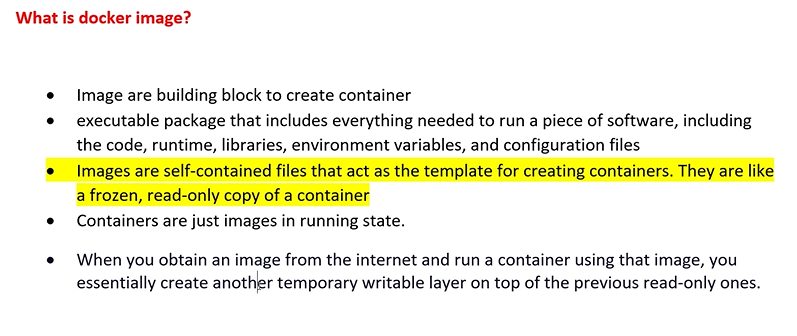 What is docker image?
• Image are building block to create container
• executable package that includes everything needed to run a piece of software, including
the code, runtime, libraries, environment variables, and configuration files
• Images are self-contained files that act as the template for creating containers. They are like
a frozen, read-only copy of a container
• Containers are just images in running state.
• When you obtain an image from the internet and run a container using that image, you
essentially create another temporary writable layer on top of the previous read-only ones.